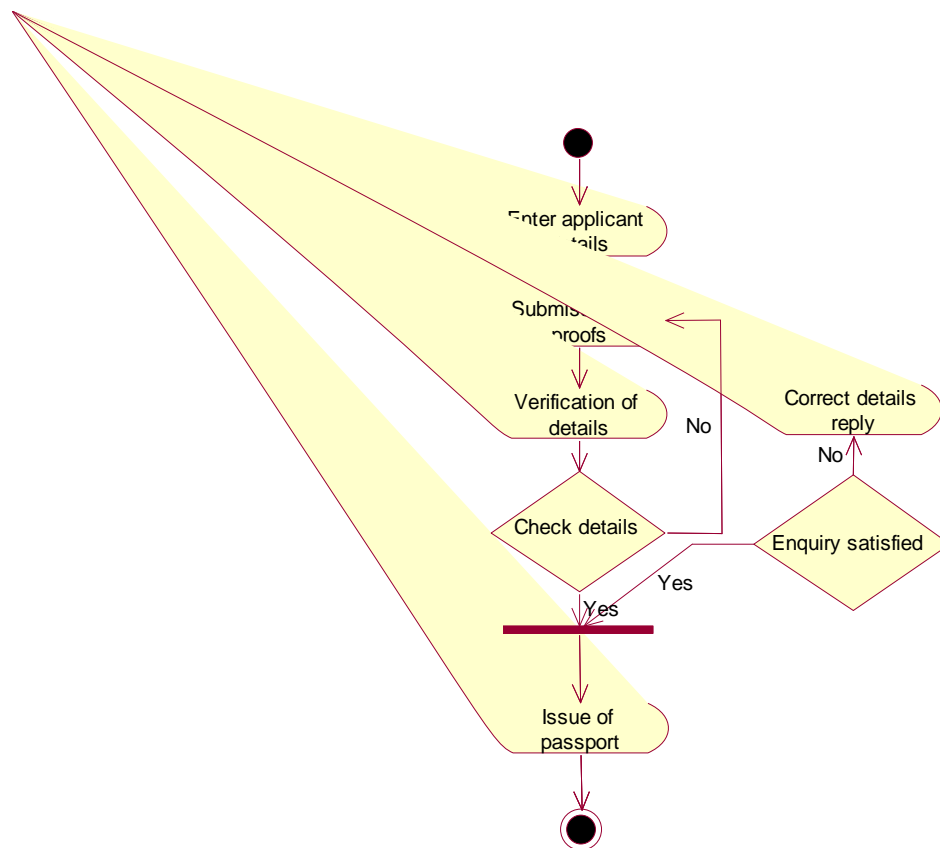 Enter applicant
proofs
Verification of
details
Correct details
reply
No
No
Check details
Enquiry satisfied
Yes
Yes
Issue of
passport